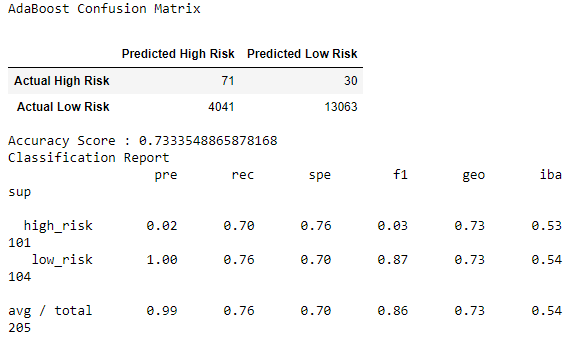 AdaBoost Confusion Matrix
Predicted High Risk Predicted Low Risk
Actual High Risk 71 30
Actual Low Risk 4041 13063
Accuracy Score : 0.7333548865878168
Classification Report
pre rec spe f1 geo iba
sup
high_risk 0.02 0.70 0.76 0.03 0.73 0.53
101
low_risk 1.00 0.76 0.70 0.87 0.73 0.54
104
avg / total 0.99 0.76 0.70 0.86 0.73 0.54
205